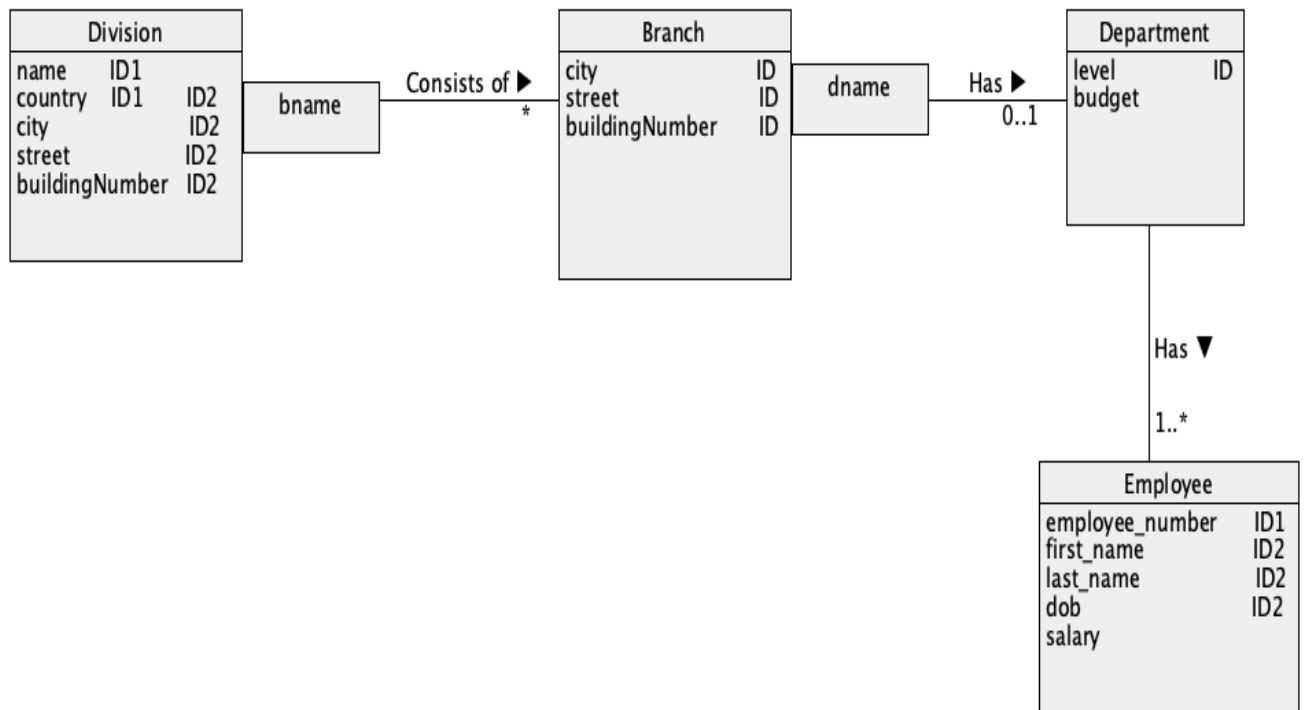 Division
name ID1
country ID1 ID2
city ID2
street ID2
buildingNumber ID2
bname
Consists of ▶
*
Branch
city ID
street ID
buildingNumber ID
dname
Has ▶
0..1
Department
level ID
budget
Has ▼
1..*
Employee
employee_number ID1
first_name ID2
last_name ID2
dob ID2
salary